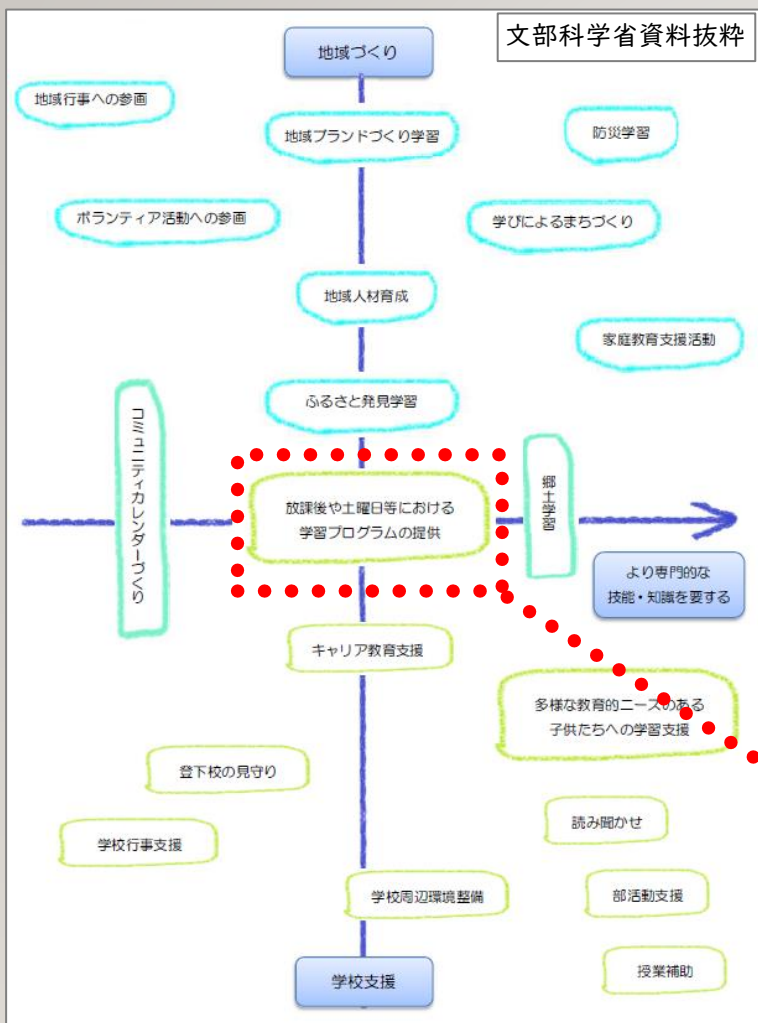 文部科学省資料抜粋
地域づくり
地域行事への参画
地域ブランドづくり学習
防災学習
ボランティア活動への参画
学びによるまちづくり
地域人材育成
家庭教育支援活動
ふるさと発見学習
コミュニティカレンダーづくり
放課後や土曜日等における
学習プログラムの提供
郷土学習
より専門的な
技能・知識を要する
キャリア教育支援
多様な教育的ニーズのある
子供たちへの学習支援
登下校の見守り
読み聞かせ
学校行事支援
学校周辺環境整備
部活動支援
授業補助
学校支援